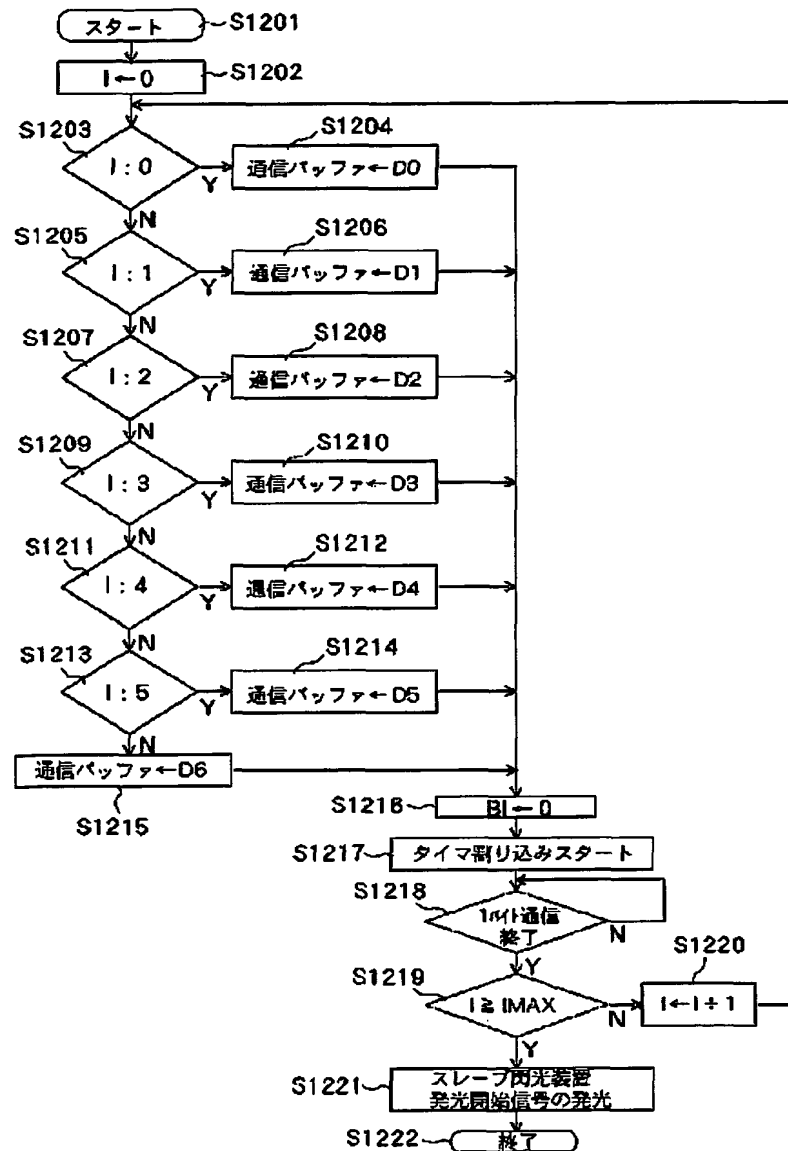 スタート
S1201
I←0
S1202
S1203
I : 0
Y
N
S1204
通信バッファ←D0
S1205
I : 1
Y
N
S1206
通信バッファ←D1
S1207
I : 2
Y
N
S1208
通信バッファ←D2
S1209
I : 3
Y
N
S1210
通信バッファ←D3
S1211
I : 4
Y
N
S1212
通信バッファ←D4
S1213
I : 5
Y
N
S1214
通信バッファ←D5
通信バッファ←D6
S1215
S1216
BI←0
S1217
タイマ割り込みスタート
S1218
1バイト通信
終了
N
Y
S1219
I≧IMAX
N
Y
S1220
I←I+1
S1221
スレーブ閃光装置
発光開始信号の発光
S1222
終了